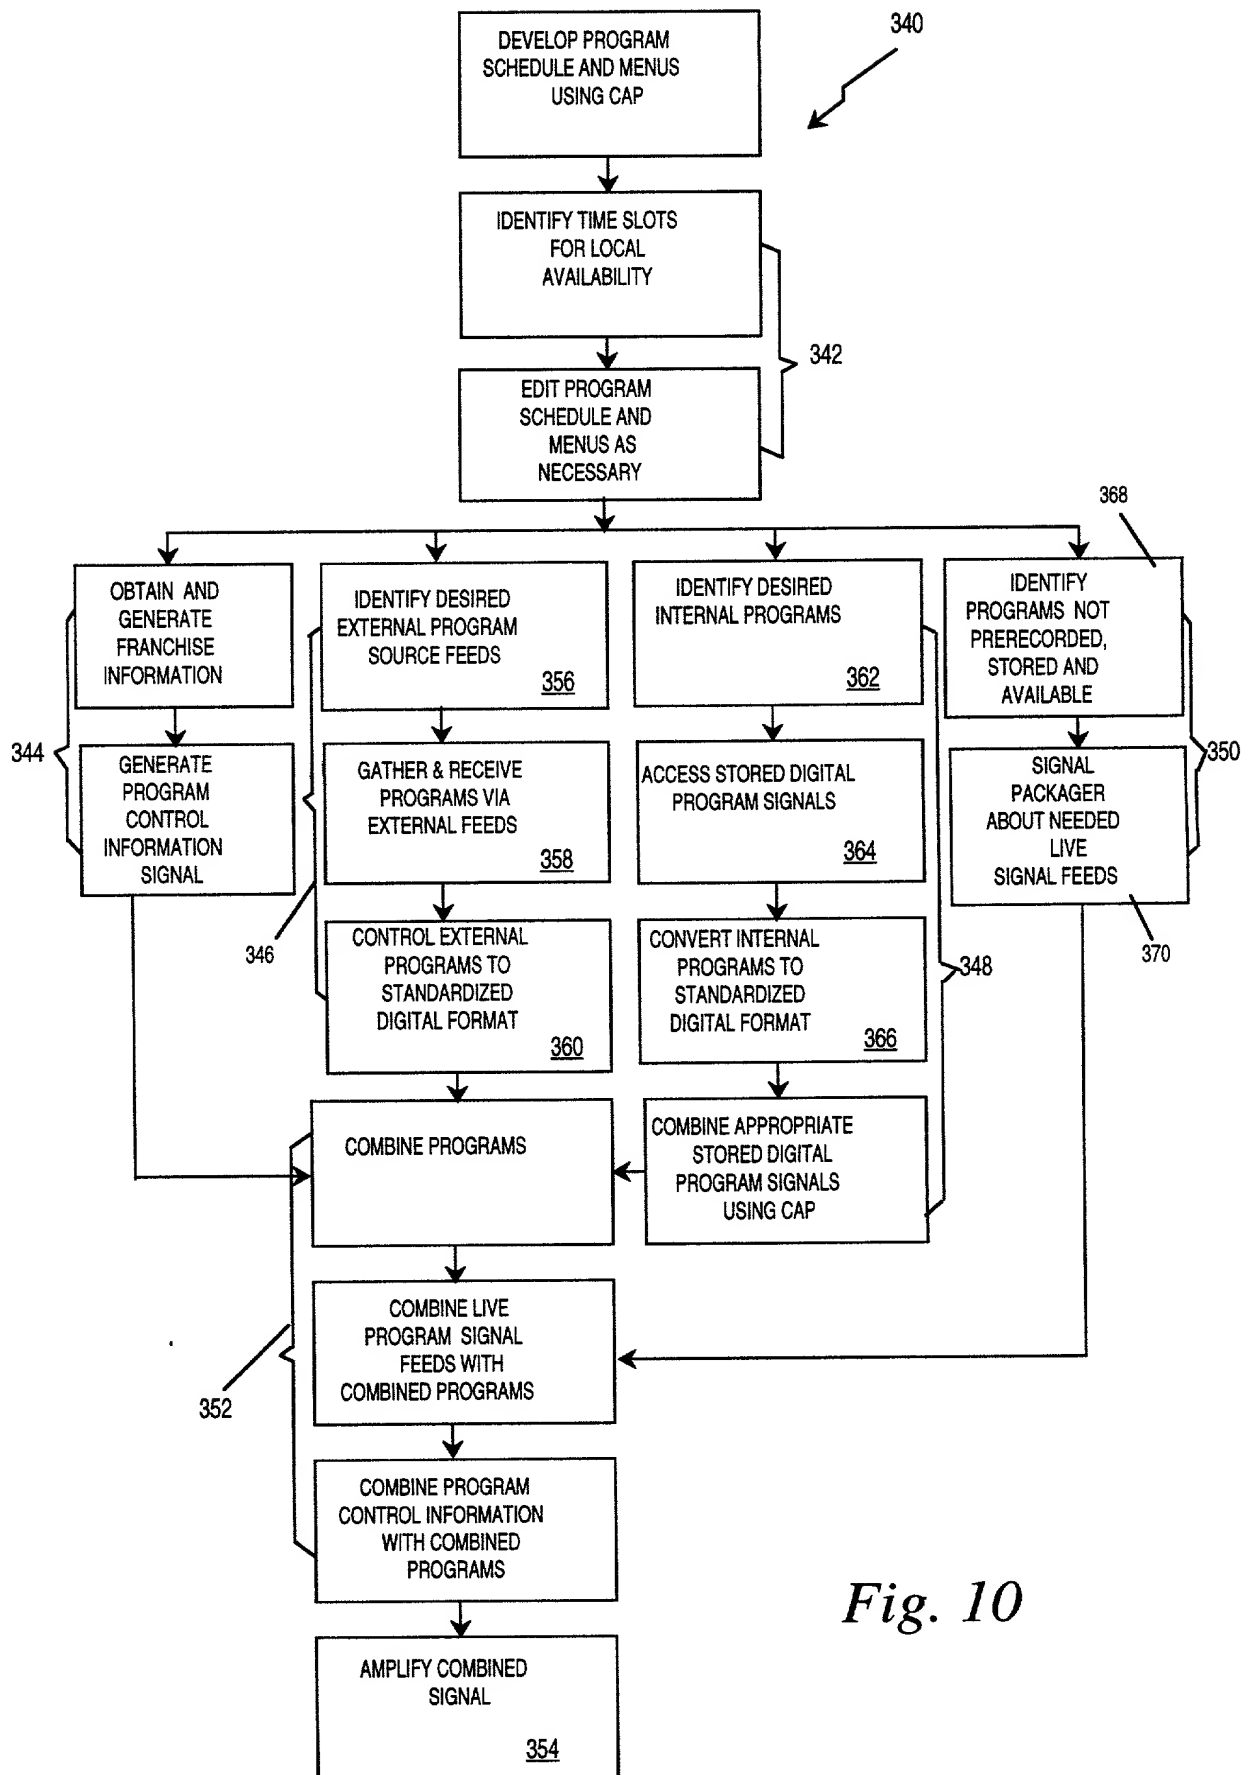 340
DEVELOP PROGRAM
SCHEDULE AND MENUS
USING CAP
IDENTIFY TIME SLOTS
FOR LOCAL
AVAILABILITY
342
EDIT PROGRAM
SCHEDULE AND
MENUS AS
NECESSARY
368
OBTAIN AND
GENERATE
FRANCHISE
INFORMATION
344
GENERATE
PROGRAM
CONTROL
INFORMATION
SIGNAL
IDENTIFY DESIRED
EXTERNAL PROGRAM
SOURCE FEEDS
356
GATHER & RECEIVE
PROGRAMS VIA
EXTERNAL FEEDS
358
346
CONTROL EXTERNAL
PROGRAMS TO
STANDARDIZED
DIGITAL FORMAT
360
IDENTIFY DESIRED
INTERNAL PROGRAMS
362
ACCESS STORED DIGITAL
PROGRAM SIGNALS
364
CONVERT INTERNAL
PROGRAMS TO
STANDARDIZED
DIGITAL FORMAT
366
348
COMBINE APPROPRIATE
STORED DIGITAL
PROGRAM SIGNALS
USING CAP
IDENTIFY
PROGRAMS NOT
PRERECORDED,
STORED AND
AVAILABLE
350
SIGNAL
PACKAGER
ABOUT NEEDED
LIVE
SIGNAL FEEDS
370
COMBINE PROGRAMS
COMBINE LIVE
PROGRAM SIGNAL
FEEDS WITH
COMBINED PROGRAMS
352
COMBINE PROGRAM
CONTROL INFORMATION
WITH COMBINED
PROGRAMS
AMPLIFY COMBINED
SIGNAL
354
Fig. 10